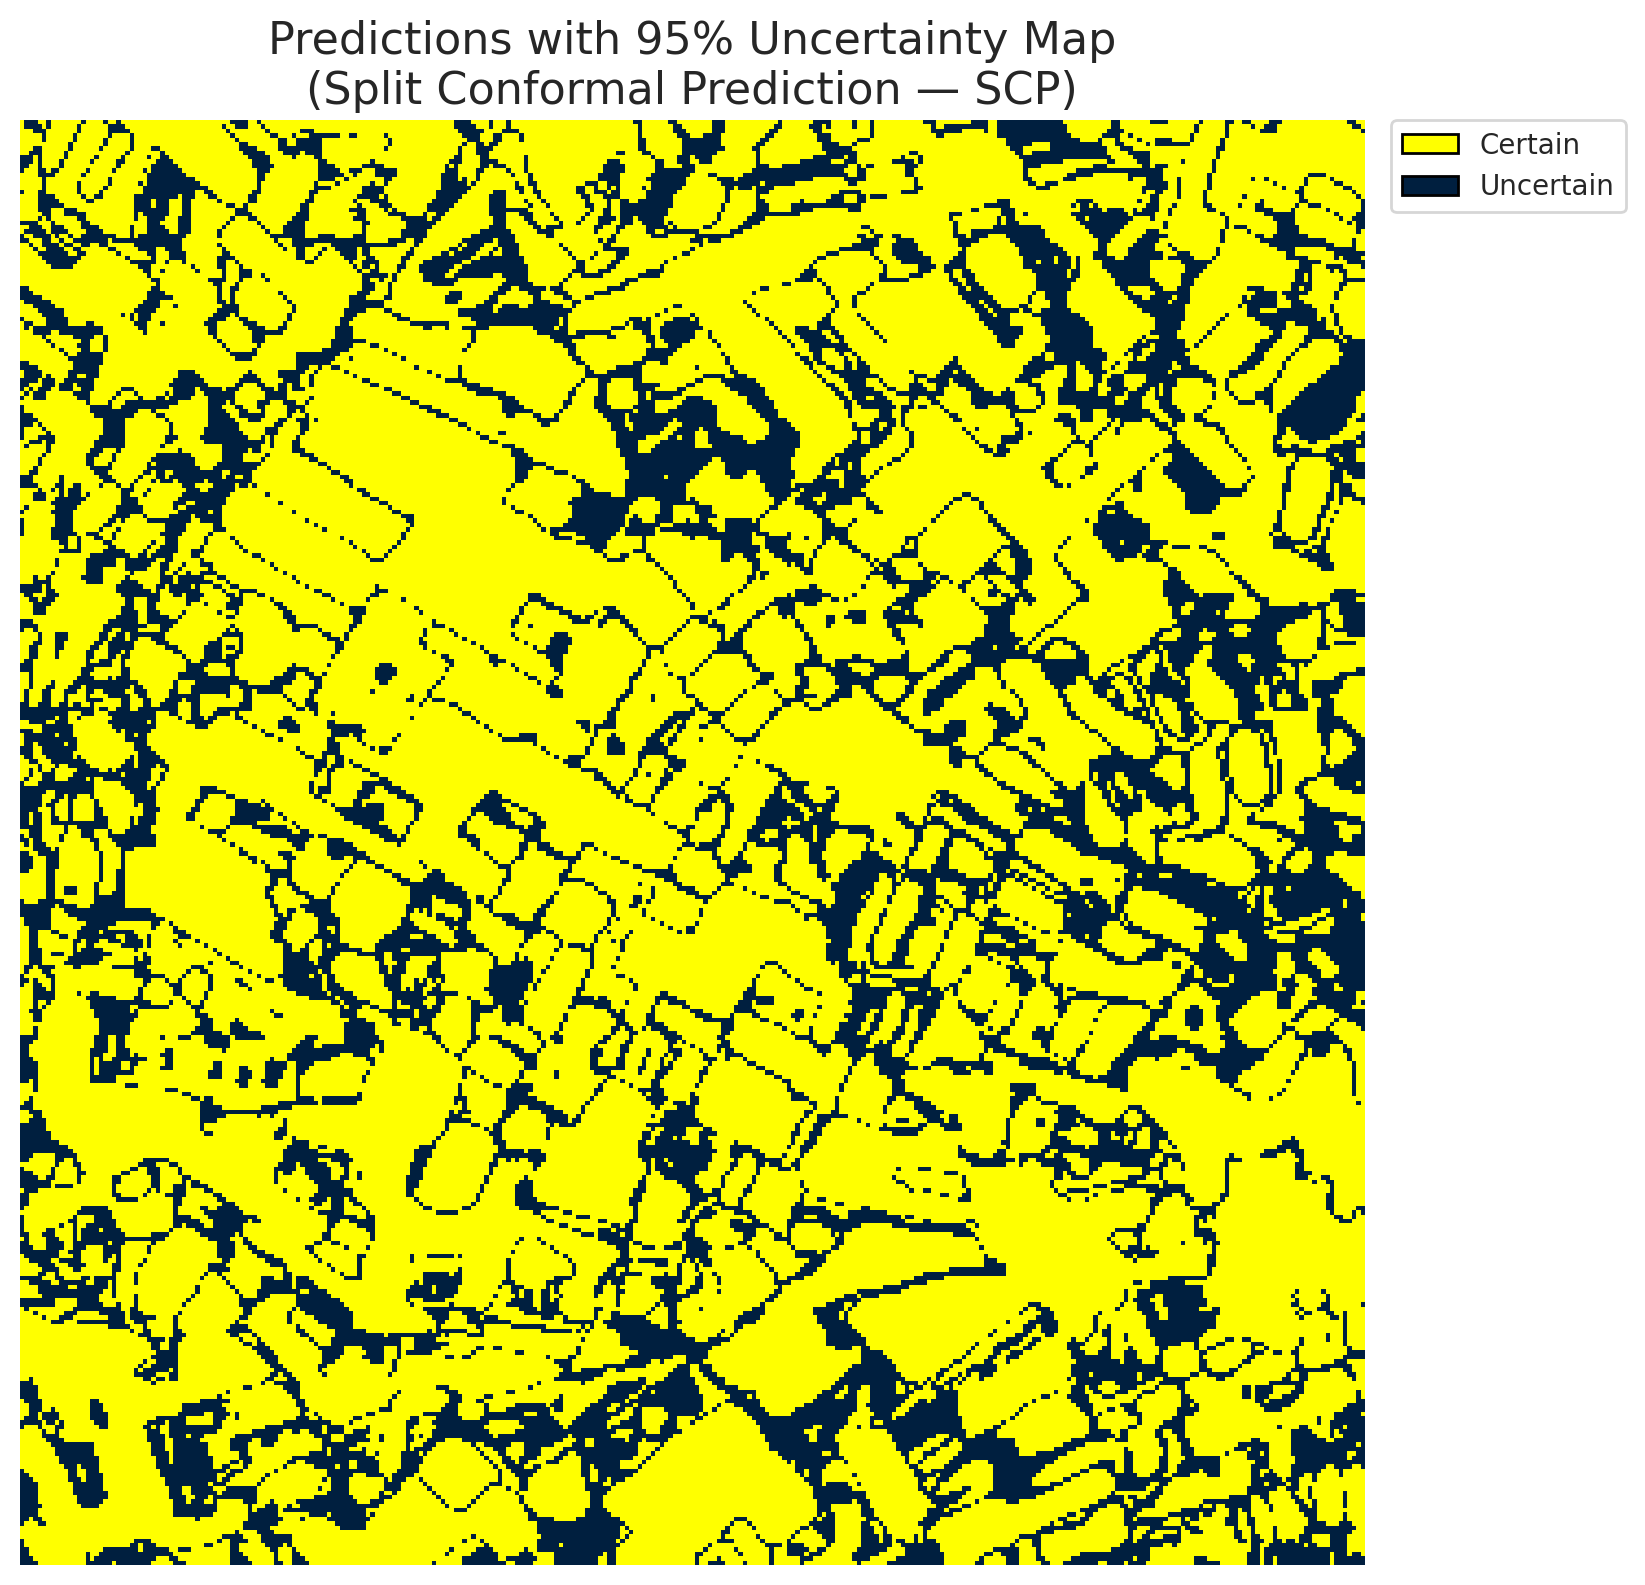 Predictions with 95% Uncertainty Map
(Split Conformal Prediction — SCP)
Certain
Uncertain